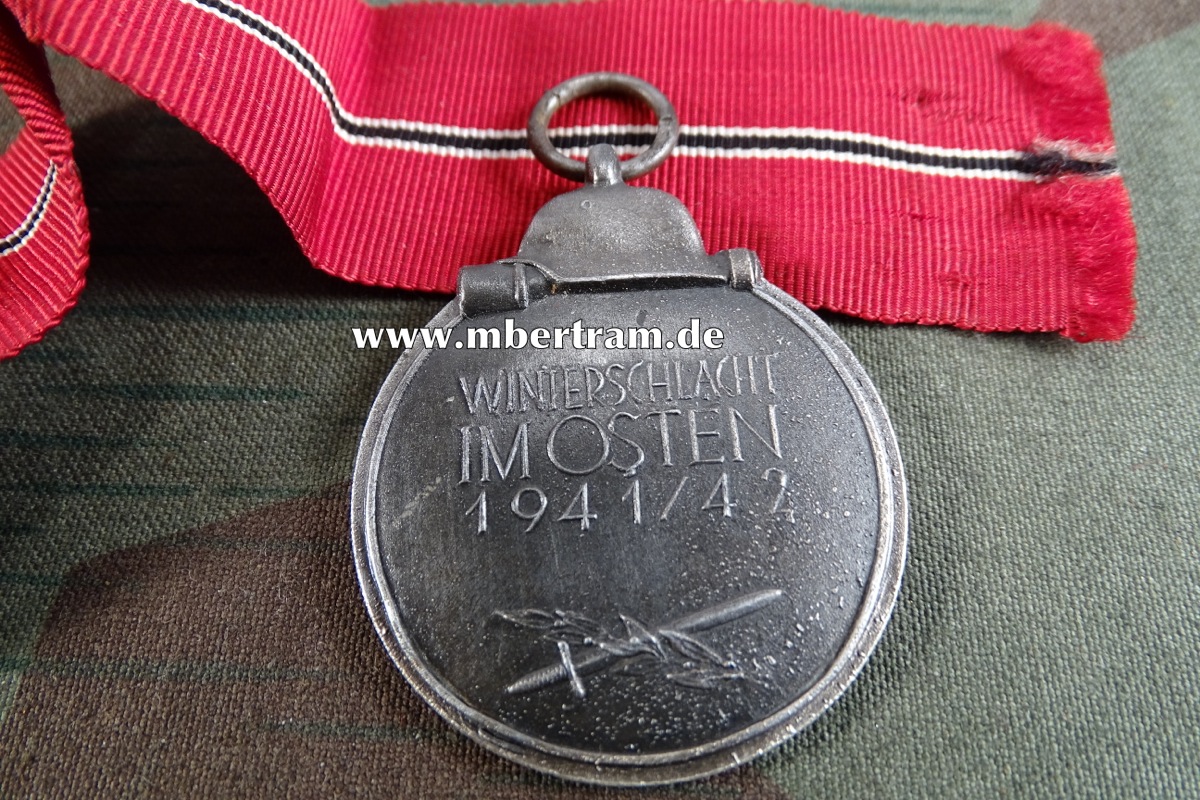 www.mbertram.de
WINTERSCHLACHT
IM OSTEN
1941/42